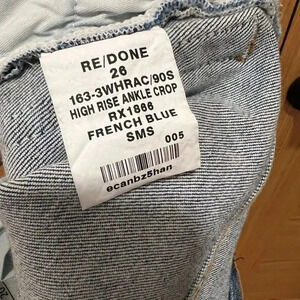 RE/DONE
26
163-3WHRAC/90S
HIGH RISE ANKLE CROP
RX1866
FRENCH BLUE
SMS
005
ecanbz5han